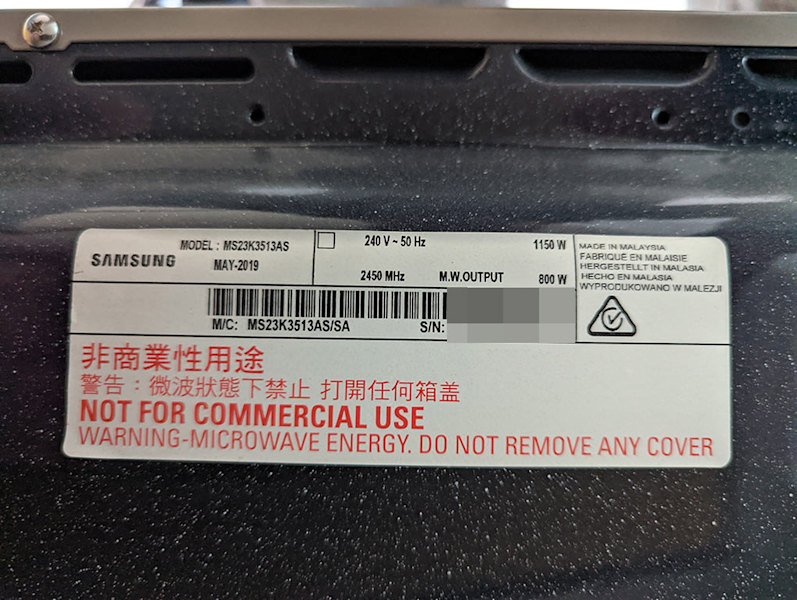 SAMSUNG
MODEL : MS23K3513AS
MAY-2019
240 V ~ 50 Hz 1150 W
2450 MHz M.W.OUTPUT 800 W
MADE IN MALAYSIA
FABRIQUÉ EN MALAISIE
HERGESTELLT IN MALASIA
HECHO EN MALASIA
WYPRODUKOWANO W MALEZJI
M/C: MS23K3513AS/SA S/N:
非商業性用途
警告：微波狀態下禁止 打開任何箱盖
NOT FOR COMMERCIAL USE
WARNING-MICROWAVE ENERGY. DO NOT REMOVE ANY COVER